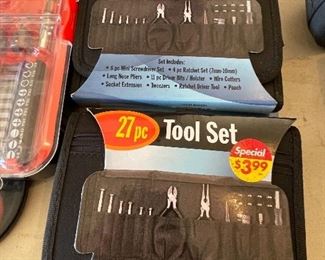 Set Includes:
• 6 pc Mini Screwdriver Set • 4 pc Ratchet Set (7mm-10mm)
• Long Nose Pliers • 11 pc Driver Bits / Holster • Wire Cutters
• Socket Extension • Tweezers • Ratchet Driver Tool • Pouch
27pc Tool Set
Special
$3.99